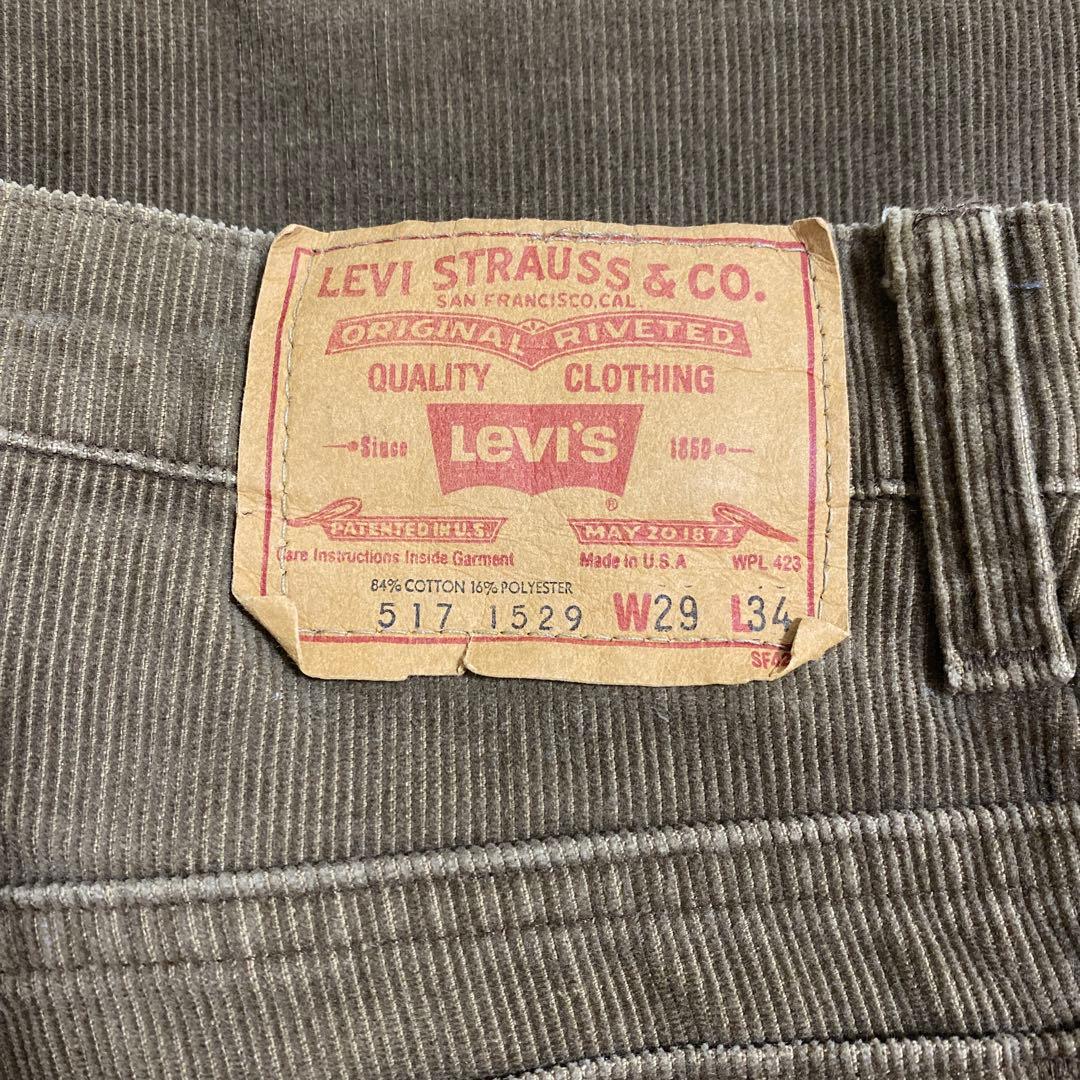 LEVI STRAUSS & CO.
SAN FRANCISCO, CAL.
ORIGINAL RIVETED
QUALITY CLOTHING
Since LEVI'S ® 1850
PATENTED IN U.S. MAY 20 1873
Care Instructions Inside Garment Made in U.S.A WPL 423
84% COTTON 16% POLYESTER
517 1529 W29 L34